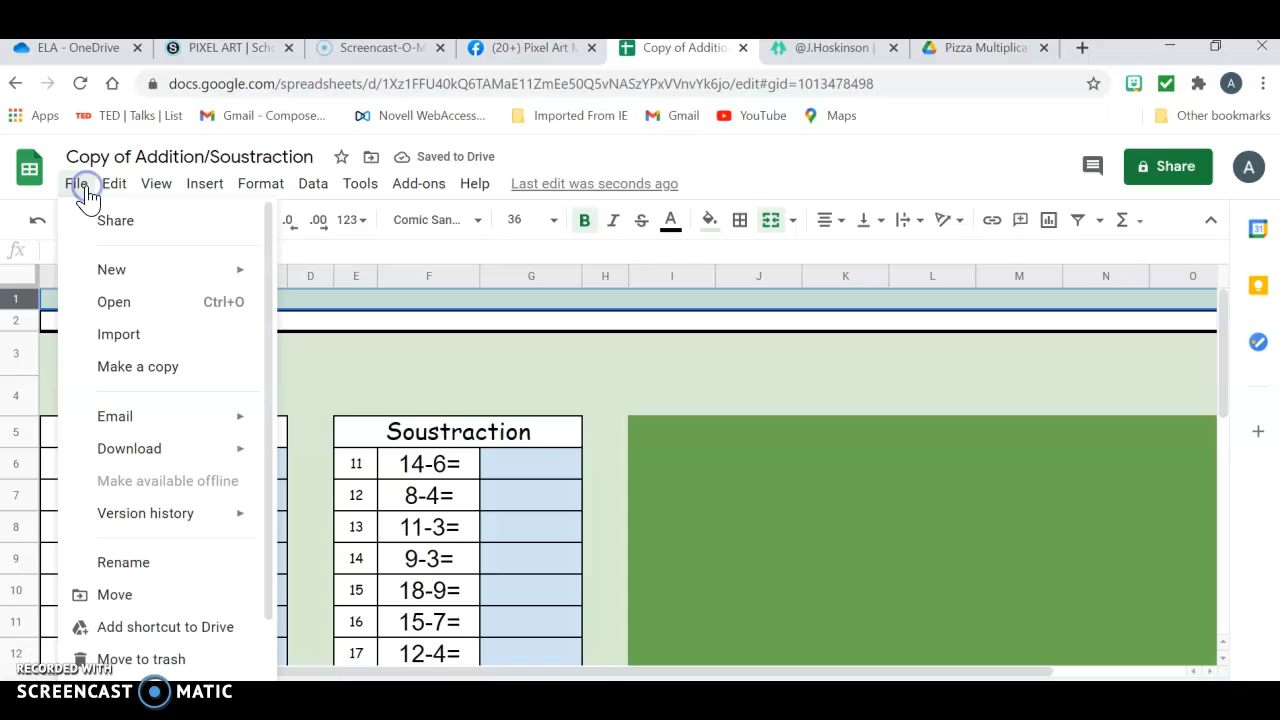 ELA - OneDrive
PIXEL ART | Sch
Screencast-O-M
(20+) Pixel Art M
Copy of Additio
@J.Hoskinson |
Pizza Multiplica
docs.google.com/spreadsheets/d/1Xz1FFU40kQ6TAMaE11ZmEe50Q5vNASzYPxVVnvYk6jo/edit#gid=1013478498
A
Apps
TED TED | Talks | List
Gmail - Compose...
Novell WebAccess...
Imported From IE
Gmail
YouTube
Maps
Other bookmarks
Copy of Addition/Soustraction
Saved to Drive
Share
A
File Edit View Insert Format Data Tools Add-ons Help Last edit was seconds ago
.0 .00 123 Comic San... 36 B I S A Σ
31
fx
D E F G H I J K L M N O
1
2
3
4
5
6
7
8
9
10
11
12
Share
New
Open Ctrl+O
Import
Make a copy
Email
Download
Make available offline
Version history
Rename
Move
Add shortcut to Drive
Move to trash
Soustraction
11 14-6=
12 8-4=
13 11-3=
14 9-3=
15 18-9=
16 15-7=
17 12-4=
RECORDED WITH
SCREENCAST MATIC